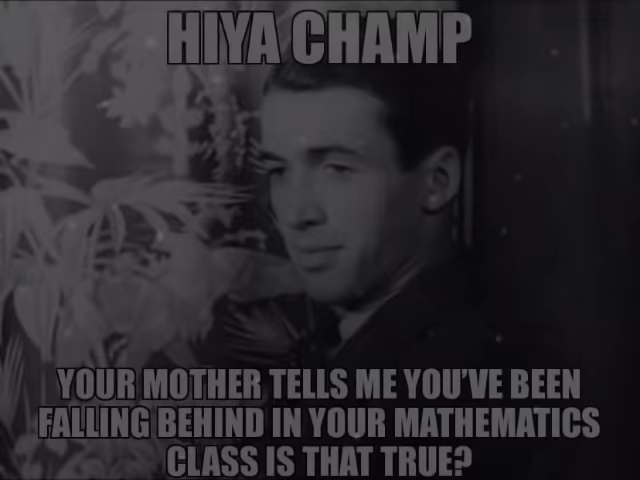 HIYA CHAMP
YOUR MOTHER TELLS ME YOU'VE BEEN
FALLING BEHIND IN YOUR MATHEMATICS
CLASS IS THAT TRUE?